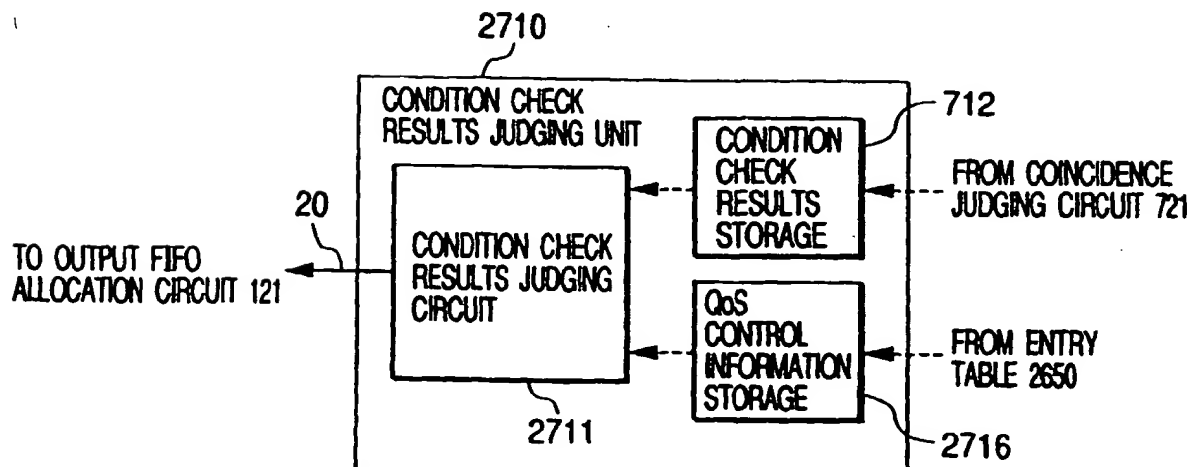 2710
CONDITION CHECK
RESULTS JUDGING UNIT
712
CONDITION
CHECK
RESULTS
STORAGE
FROM COINCIDENCE
JUDGING CIRCUIT 721
20
TO OUTPUT FIFO
ALLOCATION CIRCUIT 121
CONDITION CHECK
RESULTS JUDGING
CIRCUIT
2711
QoS
CONTROL
INFORMATION
STORAGE
FROM ENTRY
TABLE 2650
2716